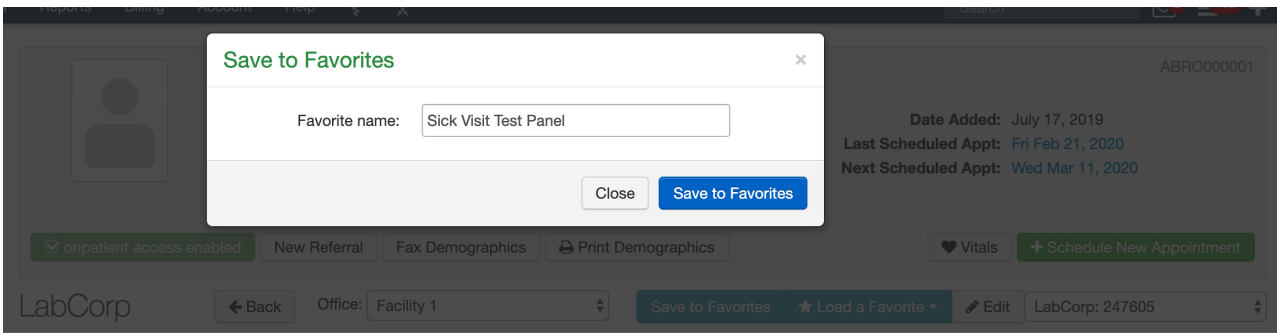 Reports Billing Account Help Search
Save to Favorites ×
ABRO000001
Favorite name: Sick Visit Test Panel
Date Added: July 17, 2019
Last Scheduled Appt: Fri Feb 21, 2020
Next Scheduled Appt: Wed Mar 11, 2020
Close Save to Favorites
onpatient access enabled New Referral Fax Demographics Print Demographics Vitals + Schedule New Appointment
LabCorp Back Office: Facility 1 Save to Favorites Load a Favorite Edit LabCorp: 247605